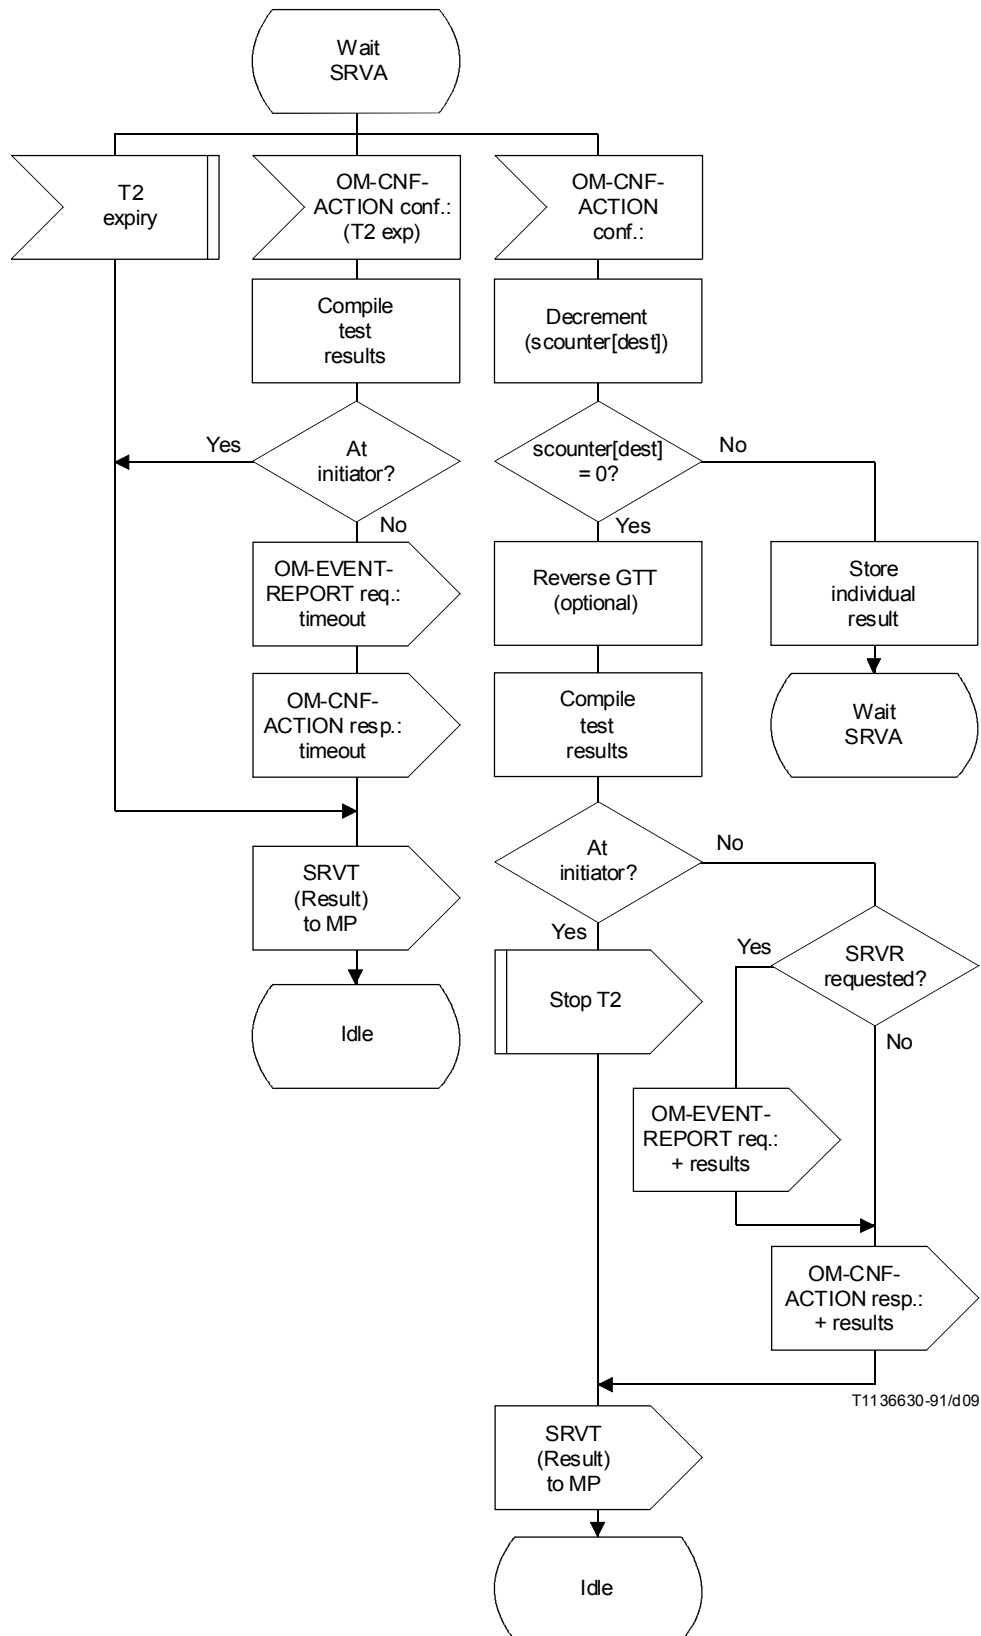 Wait
SRVA
T2
expiry
OM-CNF-
ACTION conf.:
(T2 exp)
OM-CNF-
ACTION
conf.:
Compile
test
results
Decrement
(scounter[dest])
Yes
At
initiator?
No
scounter[dest]
= 0?
No
Yes
OM-EVENT-
REPORT req.:
timeout
Reverse GTT
(optional)
Store
individual
result
OM-CNF-
ACTION resp.:
timeout
Compile
test
results
Wait
SRVA
SRVT
(Result)
to MP
At
initiator?
No
Yes
Yes
SRVR
requested?
No
Idle
Stop T2
OM-EVENT-
REPORT req.:
+ results
OM-CNF-
ACTION resp.:
+ results
T1136630-91/d09
SRVT
(Result)
to MP
Idle